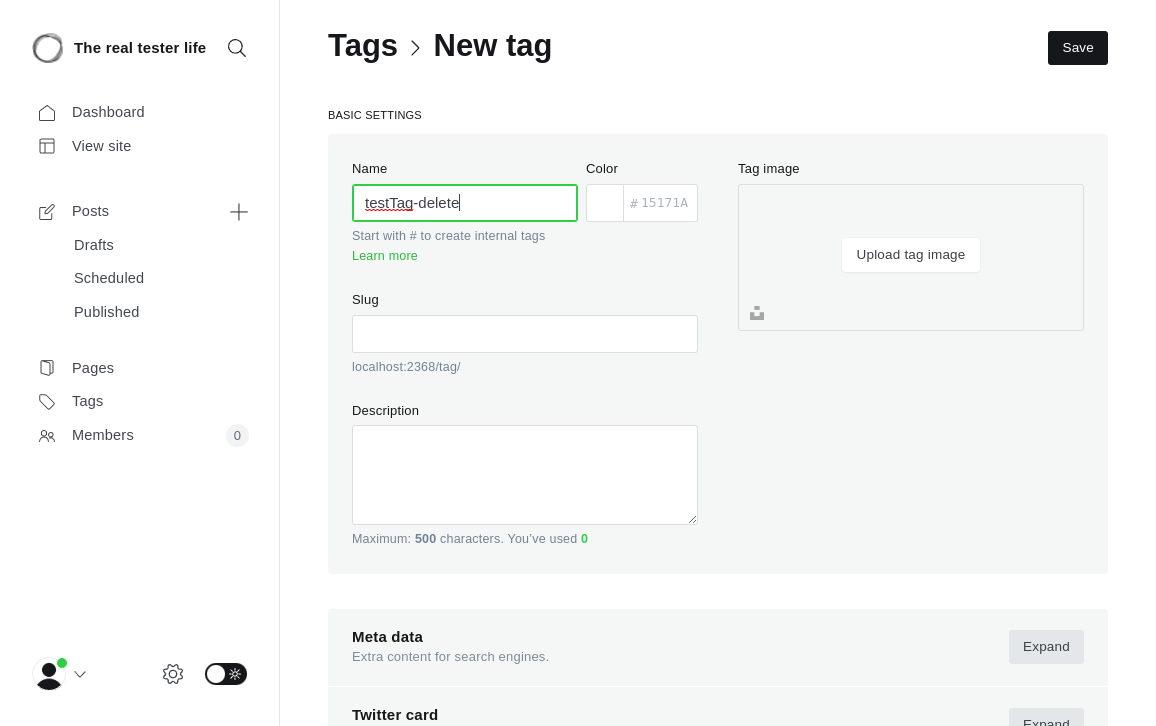 The real tester life
Dashboard
View site
Posts
Drafts
Scheduled
Published
Pages
Tags
Members
0
Tags
New tag
Save
BASIC SETTINGS
Name
testTag-delete
Start with # to create internal tags
Learn more
Color
# 15171A
Slug
localhost:2368/tag/
Description
Maximum: 500 characters. You’ve used 0
Tag image
Upload tag image
Meta data
Extra content for search engines.
Expand
Twitter card
Expand